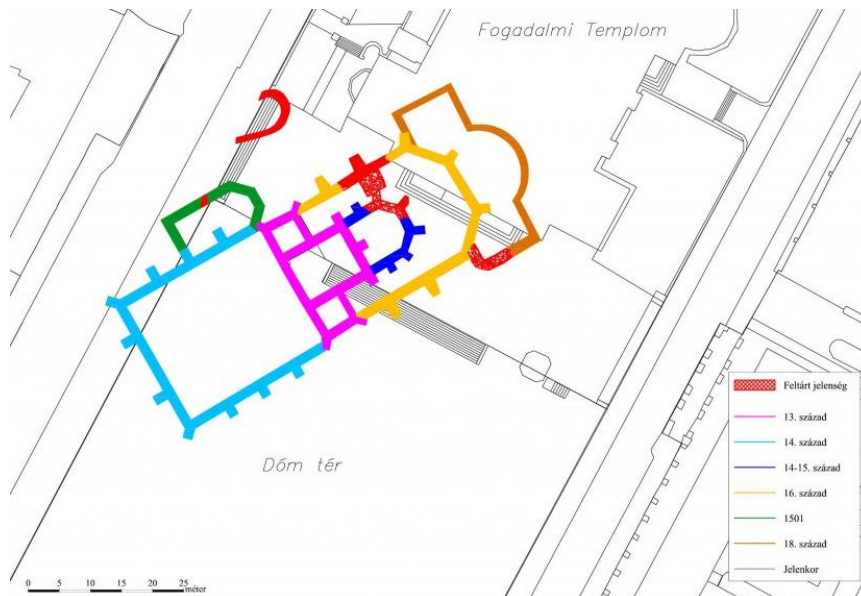 Fogadalmi Templom
Dóm tér
Feltárt jelenség
13. század
14. század
14-15. század
16. század
1501
18. század
Jelenkor
0 5 10 15 20 25
méter